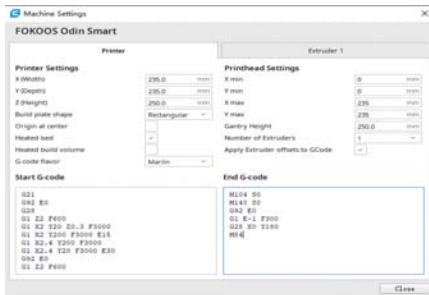 Machine Settings
FOKOOS Odin Smart
Printer
Extruder 1
Printer Settings
X (Width) 235.0 mm
Y (Depth) 235.0 mm
Z (Height) 250.0 mm
Build plate shape Rectangular
Origin at center
Heated bed
Heated build volume
G-code flavor Marlin
Printhead Settings
X min 0 mm
Y min 0 mm
X max 235 mm
Y max 235 mm
Gantry Height 250.0 mm
Number of Extruders 1
Apply Extruder offsets to GCode
Start G-code
G21
G92 E0
G28
G1 Z2 F600
G1 X2 Y20 Z0.3 F3000
G1 X2 Y200 F3000 E15
G1 X2.4 Y200 F3000
G1 X2.4 Y20 F3000 E30
G92 E0
G1 Z2 F600
End G-code
M104 S0
M140 S0
G92 E0
G1 E-1 F300
G28 X0 Y180
M84
Close